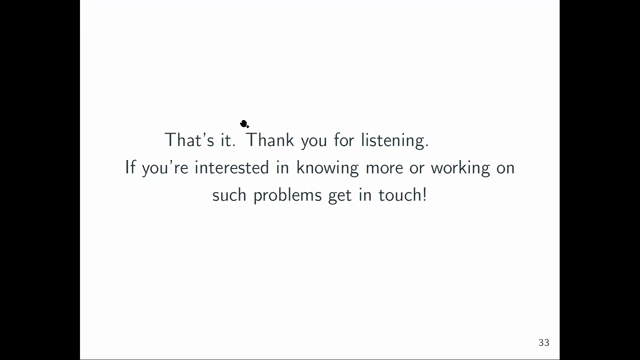 That's it. Thank you for listening.
If you're interested in knowing more or working on
such problems get in touch!
33